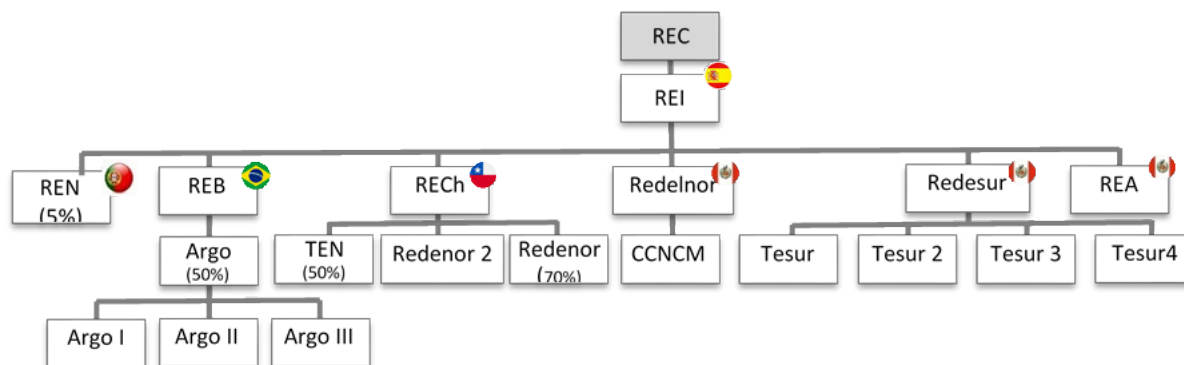 REC
REI
REN
(5%)
REB
RECh
Redelnor
Redesur
REA
Argo
(50%)
TEN
(50%)
Redenor 2
Redenor
(70%)
CCNCM
Tesur
Tesur 2
Tesur 3
Tesur4
Argo I
Argo II
Argo III